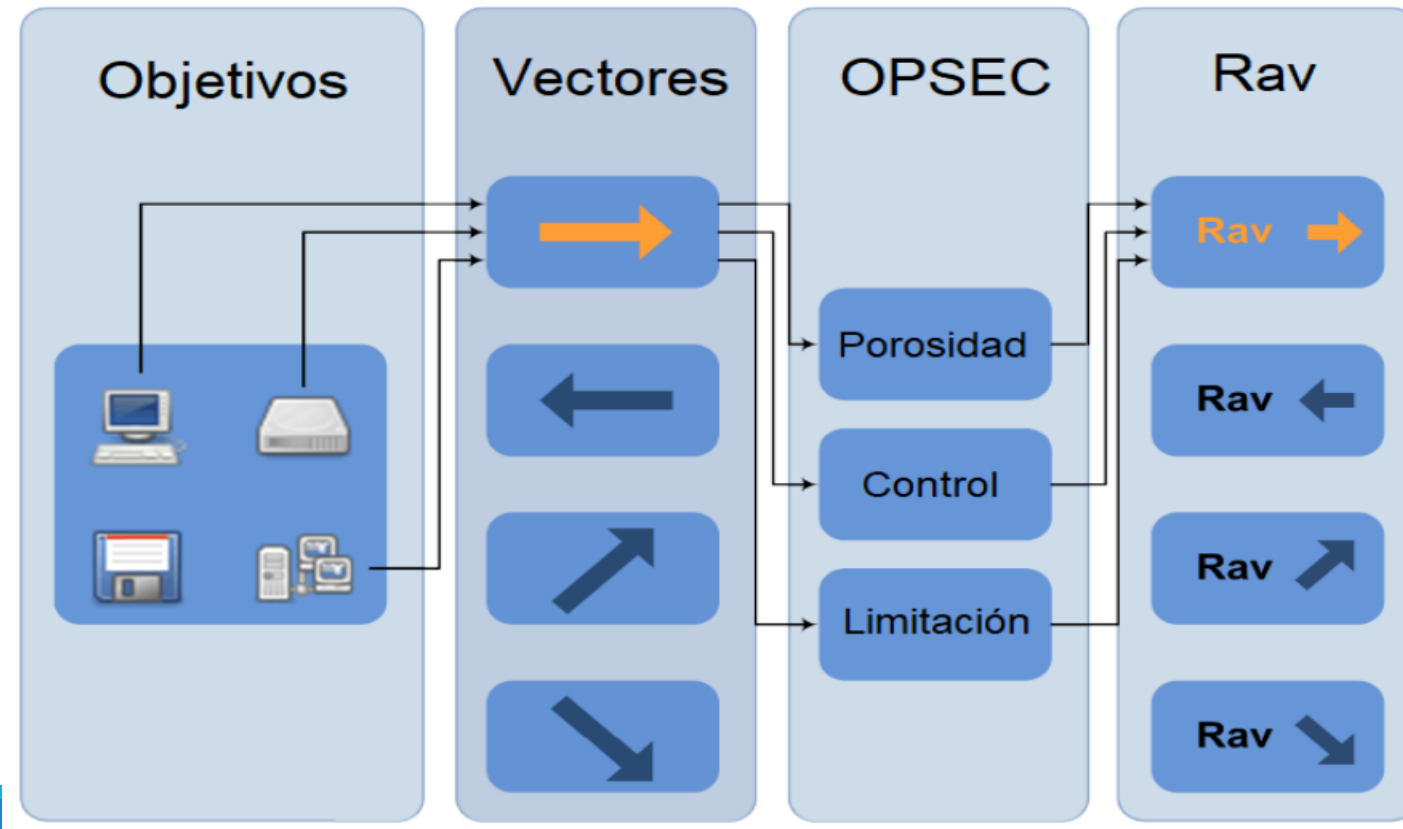 Objetivos
Vectores
OPSEC
Rav
Rav
Porosidad
Rav
Control
Rav
Limitación
Rav